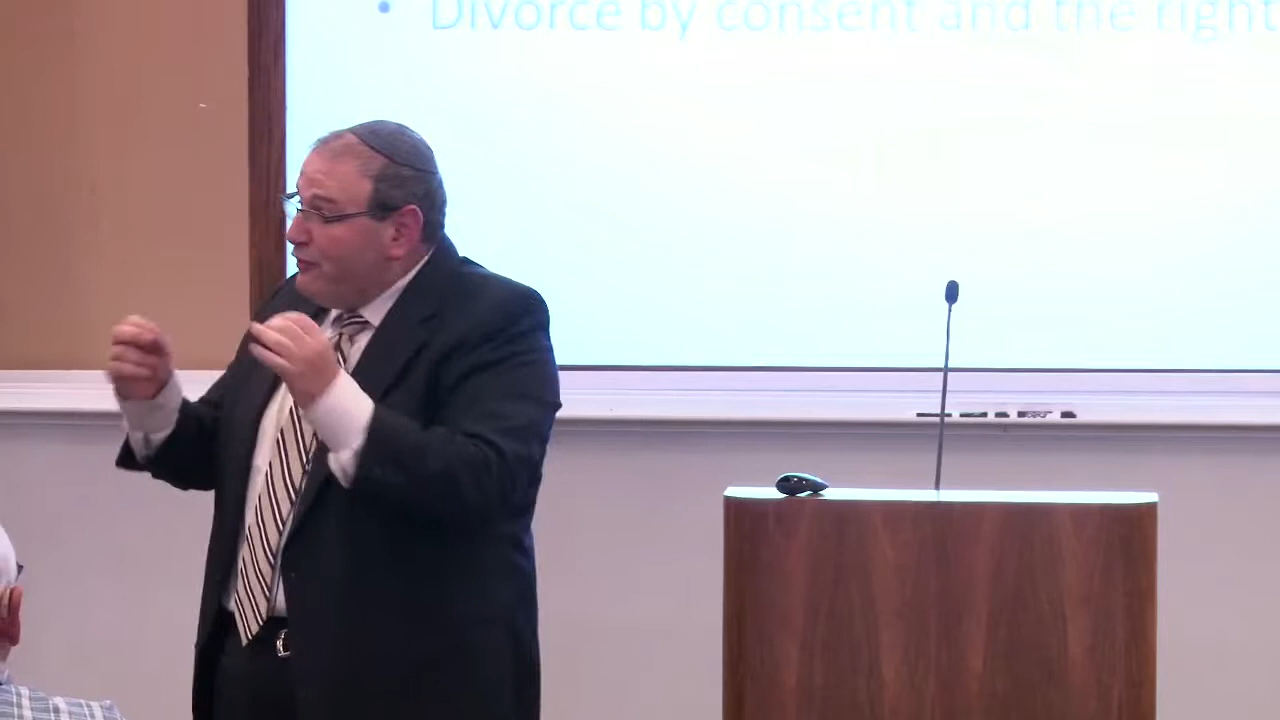 • Divorce by consent and the right